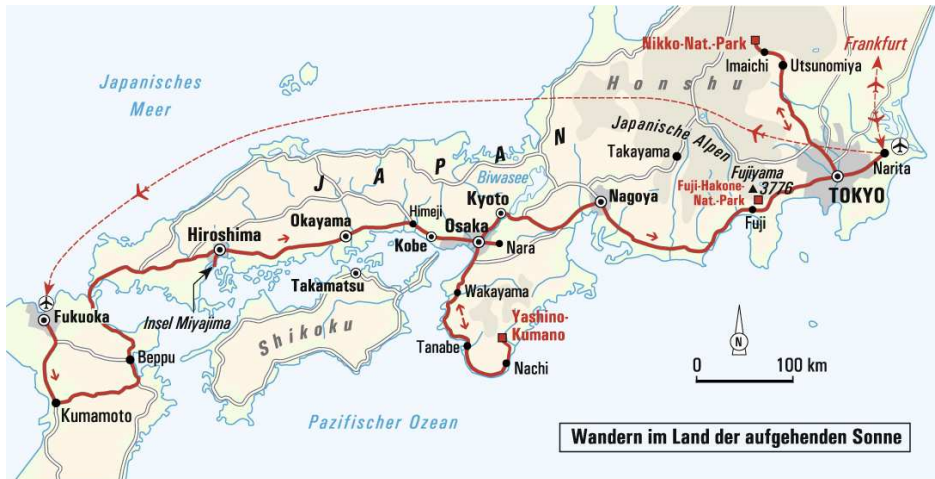 Nikko-Nat.-Park
Frankfurt
Imaichi
Utsunomiya
Japanisches
Meer
Honshu
Japanische Alpen
Takayama
Narita
JAPAN
Biwasee
Fujiyama
3776
TOKYO
Fuji-Hakone-
Nat.-Park
Kyoto
Nagoya
Himeji
Okayama
Osaka
Fuji
Hiroshima
Kobe
Nara
Takamatsu
Wakayama
Insel Miyajima
Fukuoka
Yashino-
Kumano
Shikoku
Tanabe
N
Beppu
Nachi
0 100 km
Kumamoto
Pazifischer Ozean
Wandern im Land der aufgehenden Sonne